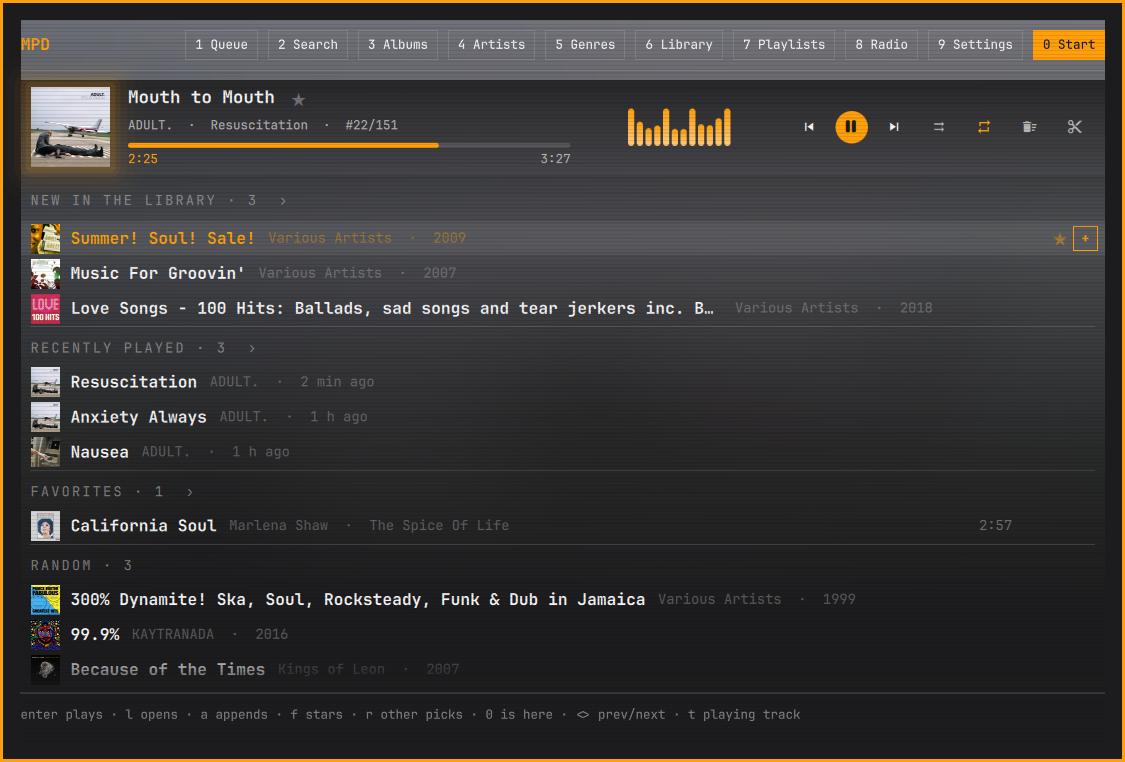 MPD 1 Queue 2 Search 3 Albums 4 Artists 5 Genres 6 Library 7 Playlists 8 Radio 9 Settings 0 Start
Mouth to Mouth ★
ADULT. · Resuscitation · #22/151
2:25 3:27
NEW IN THE LIBRARY · 3 ›
Summer! Soul! Sale! Various Artists · 2009 ★ +
Music For Groovin' Various Artists · 2007
Love Songs - 100 Hits: Ballads, sad songs and tear jerkers inc. B… Various Artists · 2018
RECENTLY PLAYED · 3 ›
Resuscitation ADULT. · 2 min ago
Anxiety Always ADULT. · 1 h ago
Nausea ADULT. · 1 h ago
FAVORITES · 1 ›
California Soul Marlena Shaw · The Spice Of Life 2:57
RANDOM · 3
300% Dynamite! Ska, Soul, Rocksteady, Funk & Dub in Jamaica Various Artists · 1999
99.9% KAYTRANADA · 2016
Because of the Times Kings of Leon · 2007
enter plays · l opens · a appends · f stars · r other picks · 0 is here · <> prev/next · t playing track